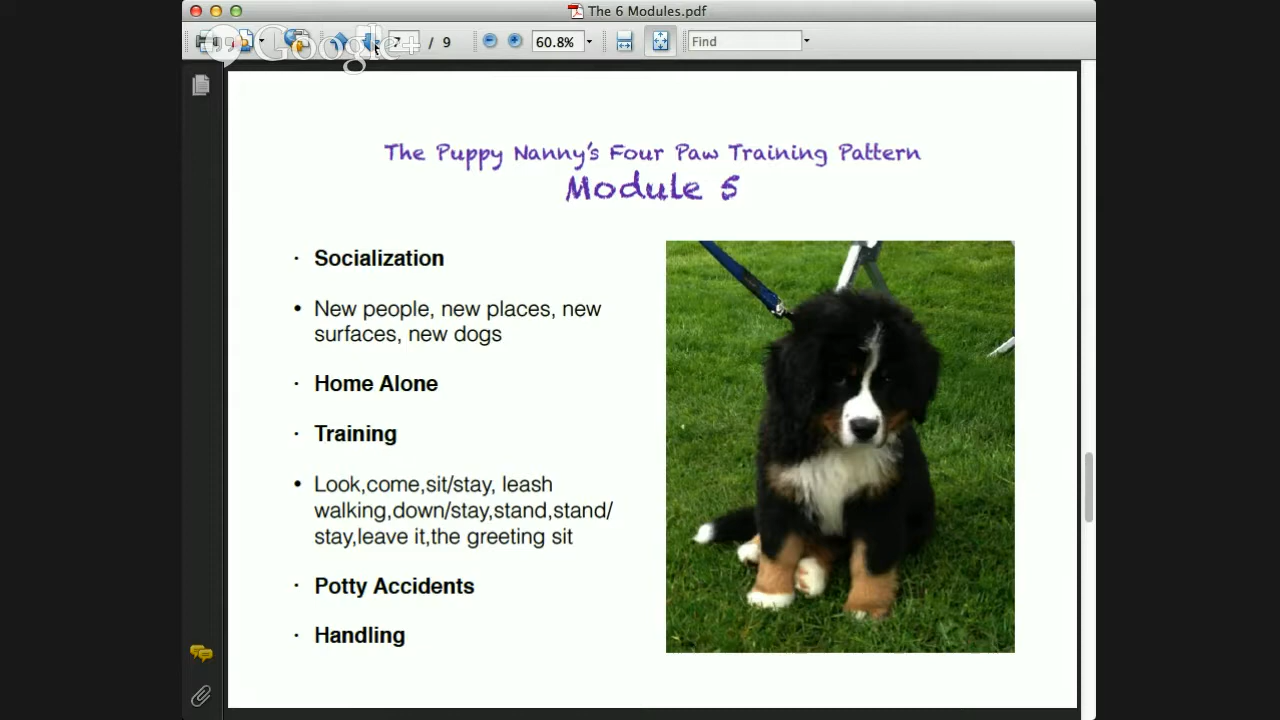 The 6 Modules.pdf
Google+
7 / 9
60.8%
Find
The Puppy Nanny's Four Paw Training Pattern
Module 5
· Socialization
• New people, new places, new
surfaces, new dogs
· Home Alone
· Training
• Look,come,sit/stay, leash
walking,down/stay,stand,stand/
stay,leave it,the greeting sit
· Potty Accidents
· Handling